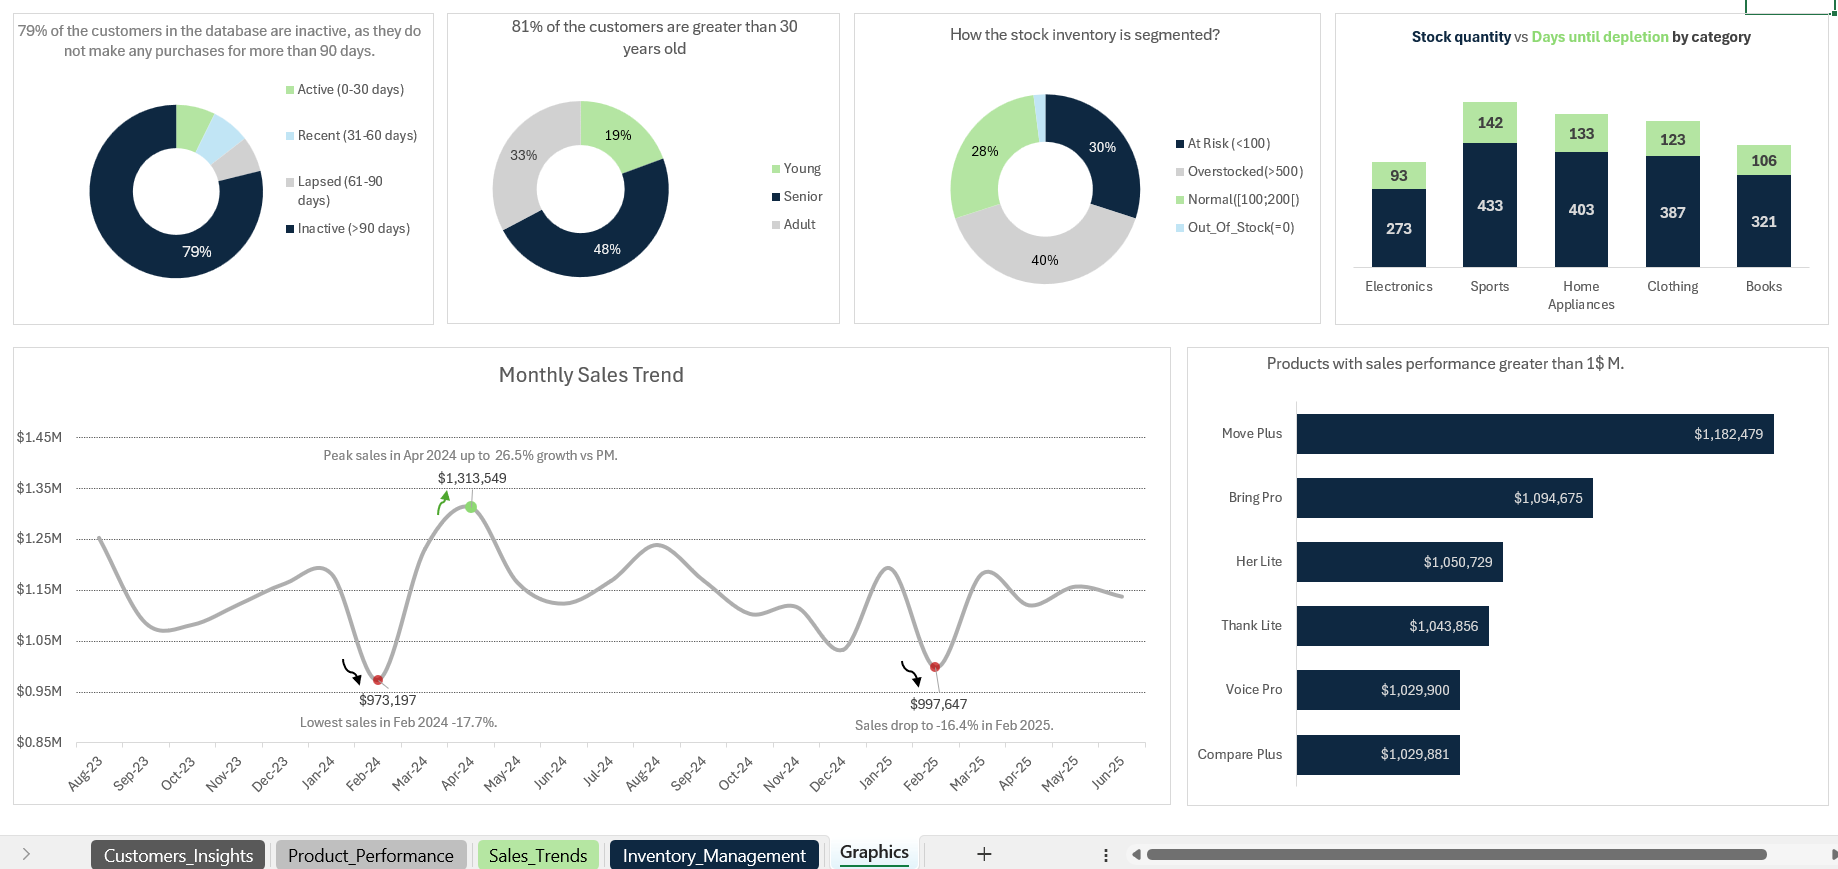 79% of the customers in the database are inactive, as they do
not make any purchases for more than 90 days.
Active (0-30 days)
Recent (31-60 days)
Lapsed (61-90
days)
Inactive (>90 days)
79%
81% of the customers are greater than 30
years old
19%
33%
48%
Young
Senior
Adult
How the stock inventory is segmented?
30%
28%
40%
At Risk (<100)
Overstocked(>500)
Normal([100;200[)
Out_Of_Stock(=0)
Stock quantity vs Days until depletion by category
93
142
133
123
106
273
433
403
387
321
Electronics
Sports
Home
Appliances
Clothing
Books
Monthly Sales Trend
$1.45M
$1.35M
$1.25M
$1.15M
$1.05M
$0.95M
$0.85M
Peak sales in Apr 2024 up to 26.5% growth vs PM.
$1,313,549
$973,197
Lowest sales in Feb 2024 -17.7%.
$997,647
Sales drop to -16.4% in Feb 2025.
Aug-23
Sep-23
Oct-23
Nov-23
Dec-23
Jan-24
Feb-24
Mar-24
Apr-24
May-24
Jun-24
Jul-24
Aug-24
Sep-24
Oct-24
Nov-24
Dec-24
Jan-25
Feb-25
Mar-25
Apr-25
May-25
Jun-25
Products with sales performance greater than 1$ M.
Move Plus $1,182,479
Bring Pro $1,094,675
Her Lite $1,050,729
Thank Lite $1,043,856
Voice Pro $1,029,900
Compare Plus $1,029,881
Customers_Insights Product_Performance Sales_Trends Inventory_Management Graphics